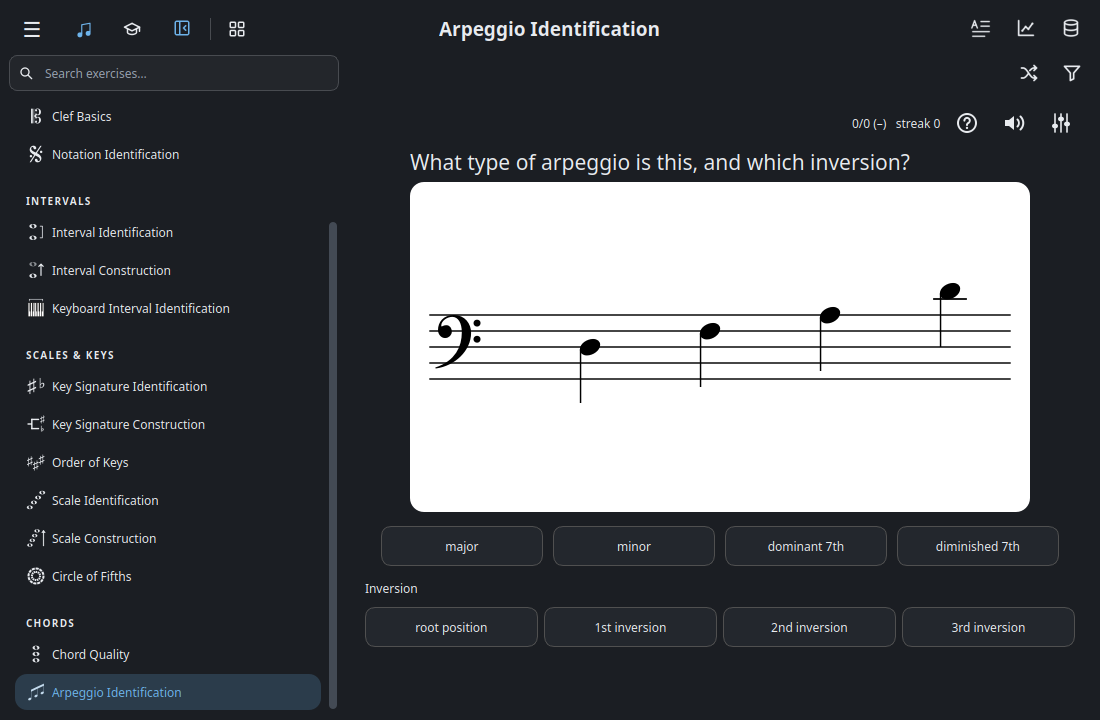 Arpeggio Identification
Search exercises...
Clef Basics
Notation Identification
INTERVALS
Interval Identification
Interval Construction
Keyboard Interval Identification
SCALES & KEYS
Key Signature Identification
Key Signature Construction
Order of Keys
Scale Identification
Scale Construction
Circle of Fifths
CHORDS
Chord Quality
Arpeggio Identification
0/0 (–) streak 0
What type of arpeggio is this, and which inversion?
major
minor
dominant 7th
diminished 7th
Inversion
root position
1st inversion
2nd inversion
3rd inversion